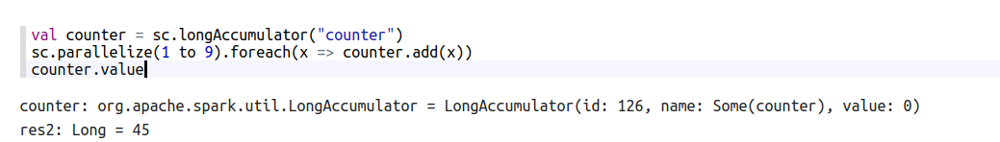 val counter = sc.longAccumulator("counter")
sc.parallelize(1 to 9).foreach(x => counter.add(x))
counter.value
counter: org.apache.spark.util.LongAccumulator = LongAccumulator(id: 126, name: Some(counter), value: 0)
res2: Long = 45